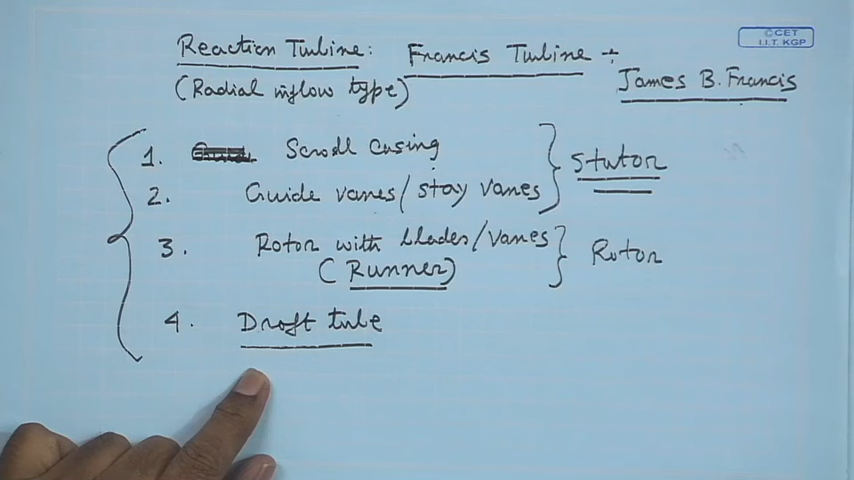 ©CET
I.I.T. KGP
Reaction Turbine: Francis Turbine ÷
(Radial inflow type) James B. Francis
1. Scroll casing
2. Guide vanes/stay vanes } Stator
3. Rotor with blades/vanes
(Runner) } Rotor
4. Draft tube